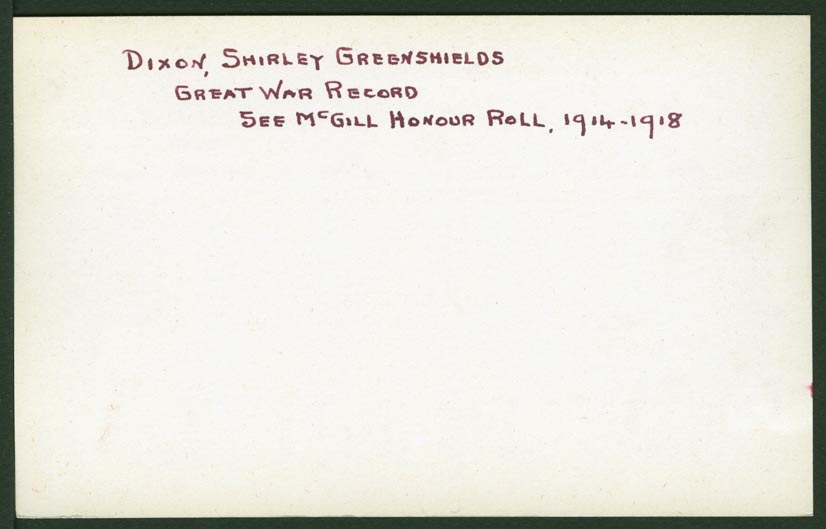 Dixon, Shirley Greenshields
Great War Record
See McGill Honour Roll, 1914-1918